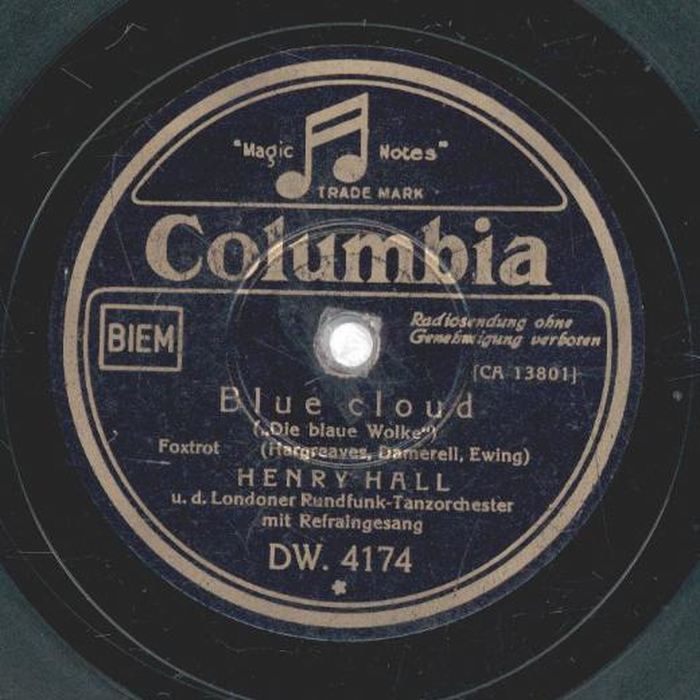 "Magic Notes"
TRADE MARK
Columbia
BIEM
Radiosendung ohne
Genehmigung verboten
[CA 13801]
Blue cloud
(„Die blaue Wolke“)
Foxtrot (Hargreaves, Damerell, Ewing)
HENRY HALL
u. d. Londoner Rundfunk-Tanzorchester
mit Refraingesang
DW. 4174